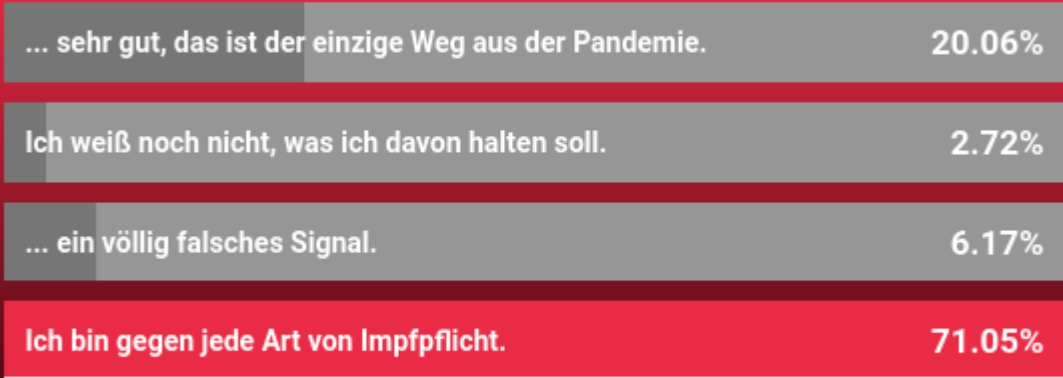 ... sehr gut, das ist der einzige Weg aus der Pandemie. 20.06%
Ich weiß noch nicht, was ich davon halten soll. 2.72%
... ein völlig falsches Signal. 6.17%
Ich bin gegen jede Art von Impfpflicht. 71.05%